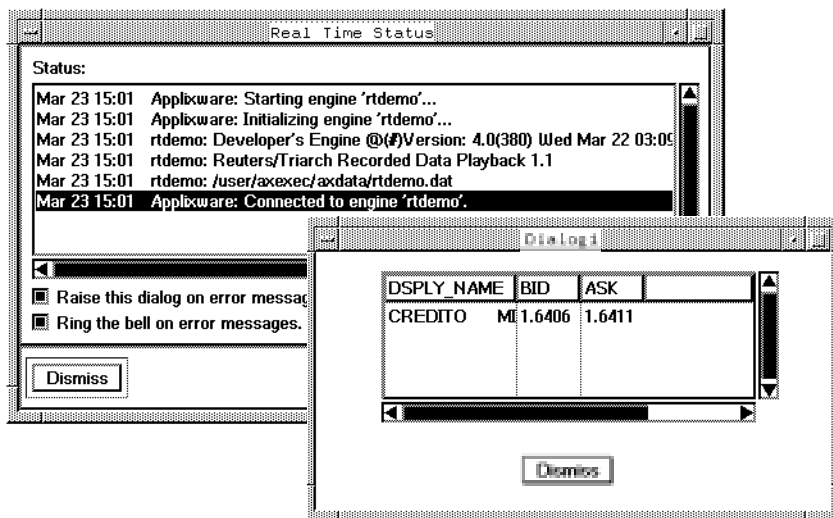 Real Time Status
Status:
Mar 23 15:01 Applixware: Starting engine 'rtdemo'...
Mar 23 15:01 Applixware: Initializing engine 'rtdemo'...
Mar 23 15:01 rtdemo: Developer's Engine @(#)Version: 4.0(380) Wed Mar 22 03:09
Mar 23 15:01 rtdemo: Reuters/Triarch Recorded Data Playback 1.1
Mar 23 15:01 rtdemo: /user/axexec/axdata/rtdemo.dat
Mar 23 15:01 Applixware: Connected to engine 'rtdemo'.
Raise this dialog on error messag
Ring the bell on error messages.
Dismiss
Dialog1
DSPLY_NAME BID ASK
CREDITO MI 1.6406 1.6411
Dismiss